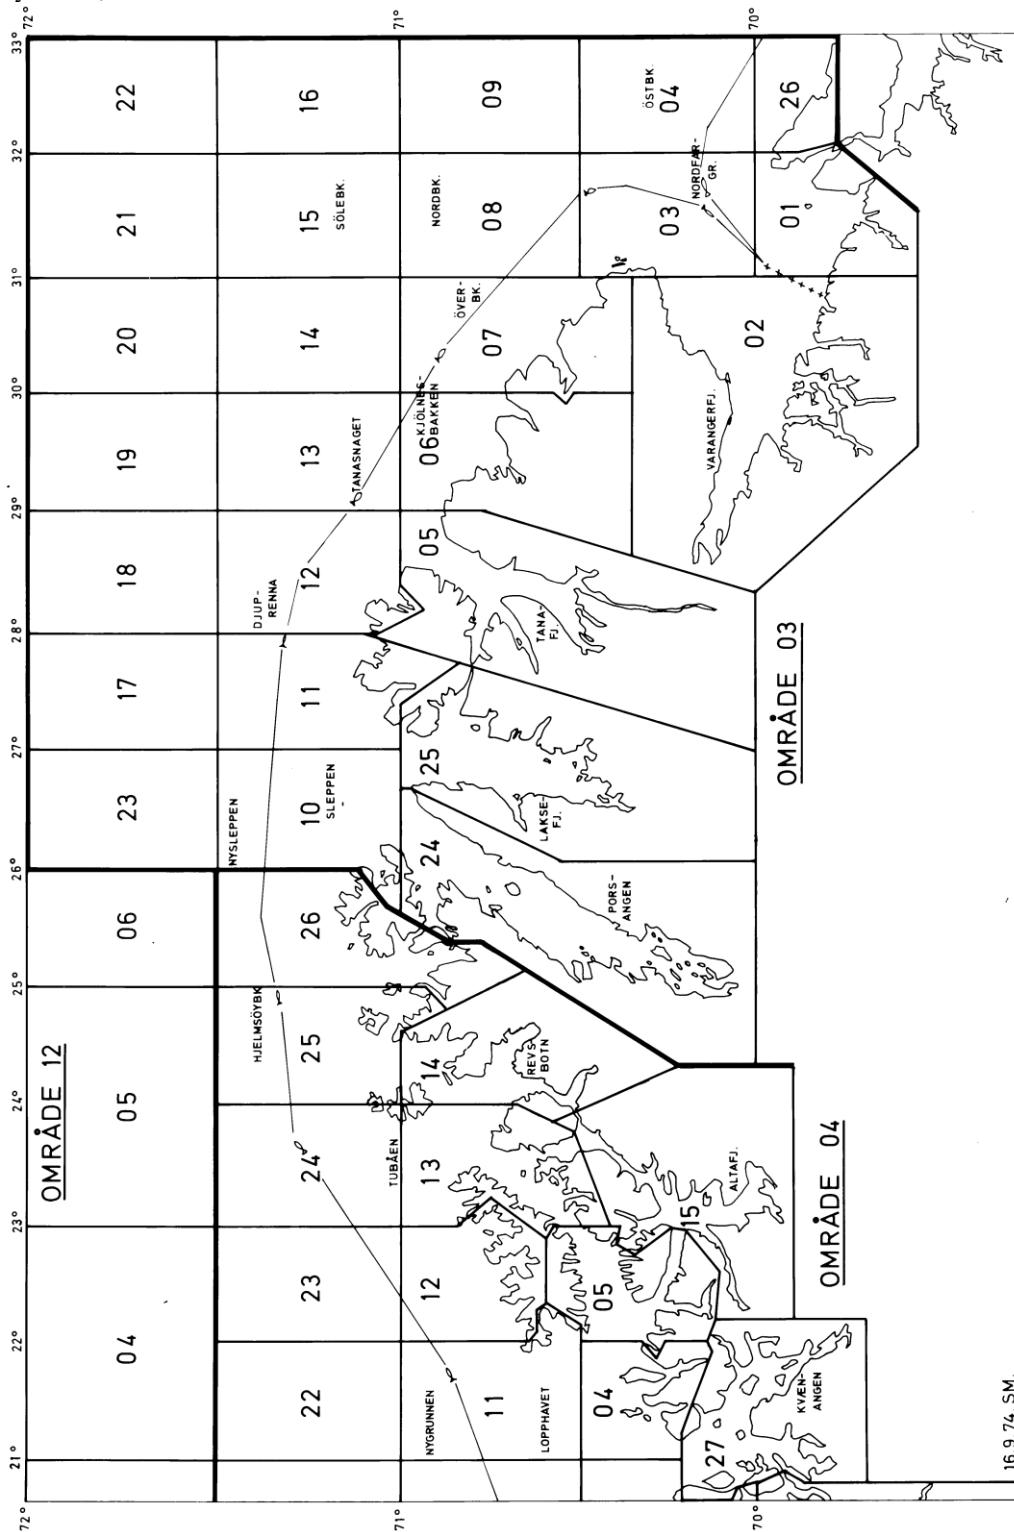 72°
21°
22°
23°
24°
25°
26°
27°
28°
29°
30°
31°
32°
33°
72°
OMRÅDE 12
04
05
06
23
17
18
19
20
21
22
NYSLEPPEN
DJUP-
RENNA
HJELMSÖYBK.
22
23
24
25
26
10
SLEPPEN
11
12
13
14
15
SÖLEBK.
16
TANASNAGET
71°
71°
TUBÅEN
NYGRUNNEN
11
12
13
14
24
25
05
06
KJÖLNES-
BAKKEN
ÖVER-
BK.
07
NORDBK.
08
09
LOPPHAVET
REVS-
BOTN
LAKSE-
FJ.
TANA-
FJ.
04
05
PORS-
ANGEN
03
ÖSTBK.
04
NORDFAR-
GR.
VARANGERFJ.
27
15
ALTAFJ.
02
01
26
70°
70°
KVÆN-
ANGEN
OMRÅDE 04
OMRÅDE 03
16.9.74. SM.